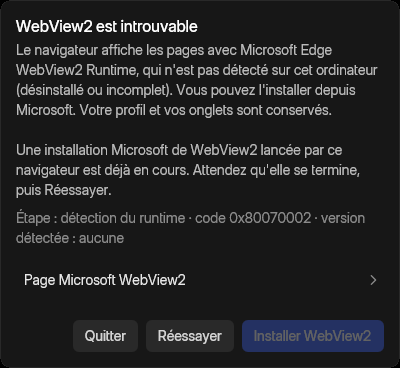 WebView2 est introuvable
Le navigateur affiche les pages avec Microsoft Edge
WebView2 Runtime, qui n'est pas détecté sur cet ordinateur
(désinstallé ou incomplet). Vous pouvez l'installer depuis
Microsoft. Votre profil et vos onglets sont conservés.
Une installation Microsoft de WebView2 lancée par ce
navigateur est déjà en cours. Attendez qu'elle se termine,
puis Réessayer.
Étape : détection du runtime · code 0x80070002 · version
détectée : aucune
Page Microsoft WebView2
Quitter
Réessayer
Installer WebView2